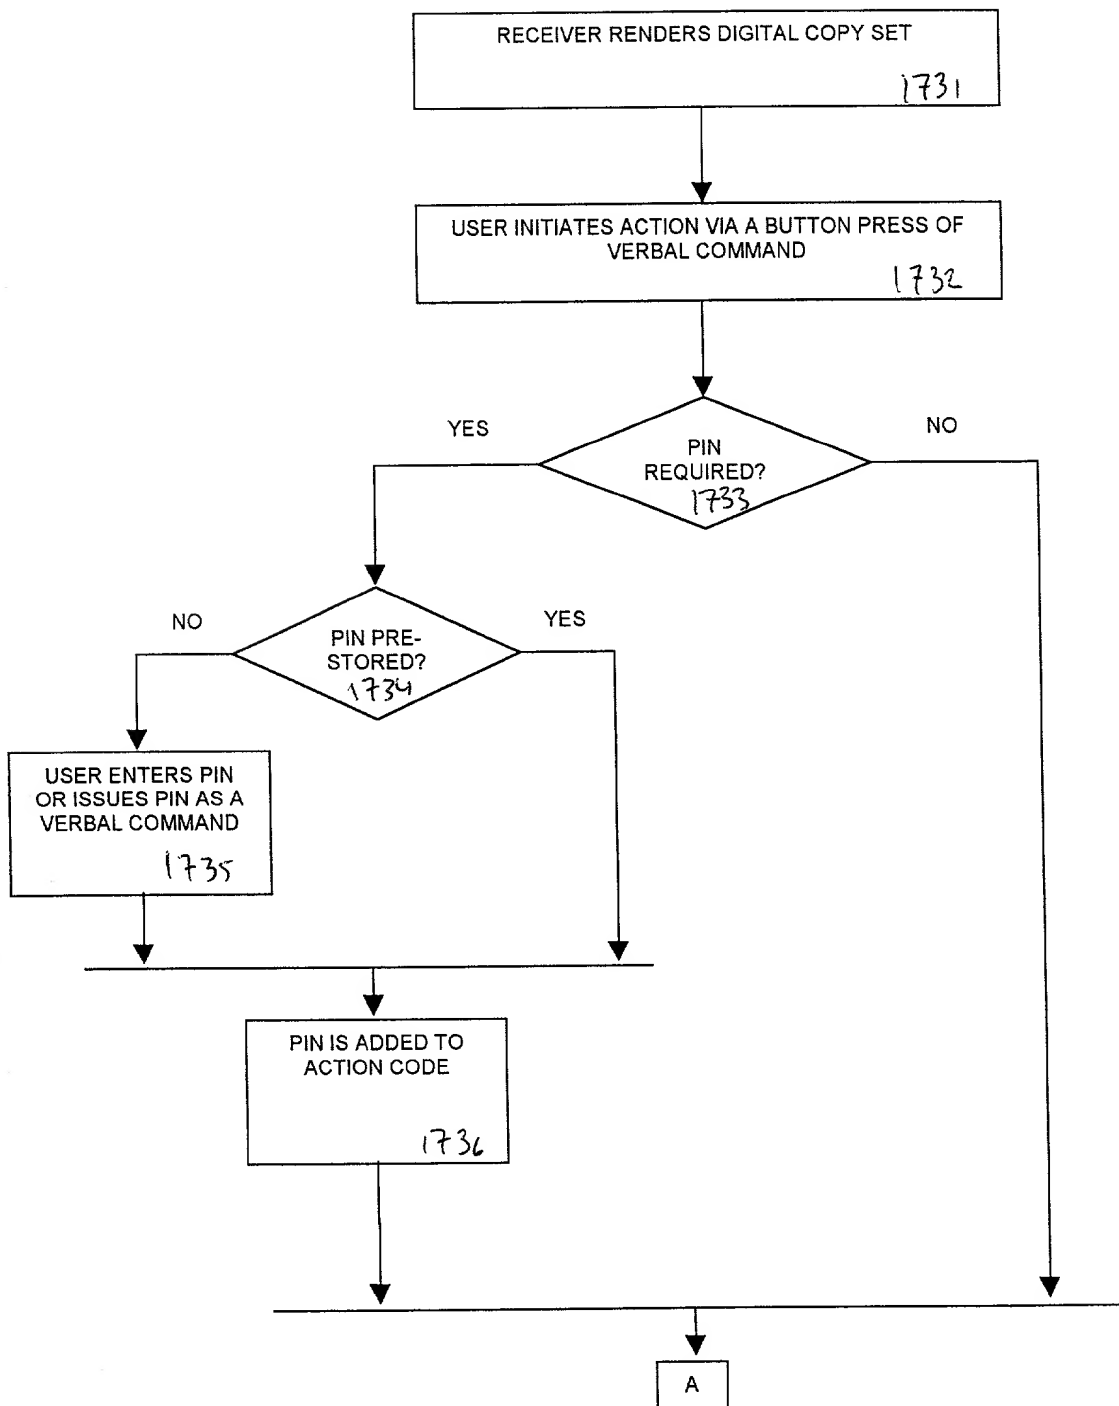 RECEIVER RENDERS DIGITAL COPY SET
1731
USER INITIATES ACTION VIA A BUTTON PRESS OF
VERBAL COMMAND
1732
YES
NO
PIN
REQUIRED?
1733
NO
YES
PIN PRE-
STORED?
1734
USER ENTERS PIN
OR ISSUES PIN AS A
VERBAL COMMAND
1735
PIN IS ADDED TO
ACTION CODE
1736
A